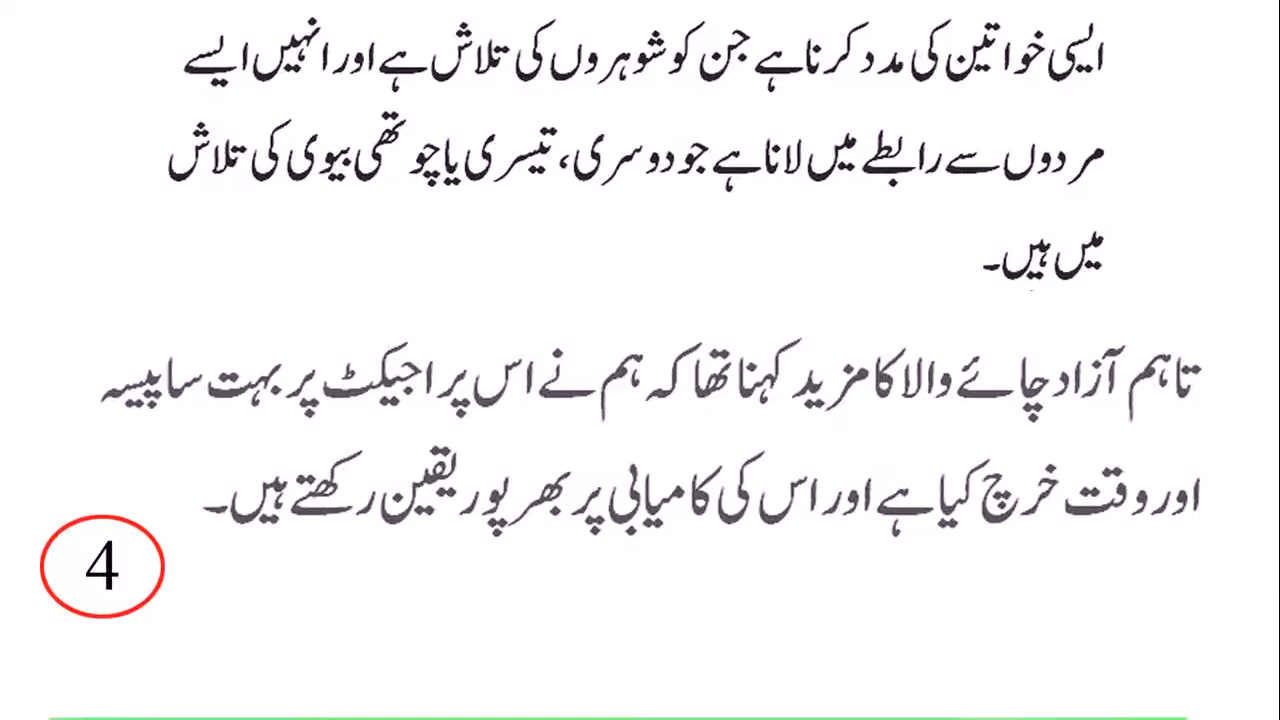 ایسی خواتین کی مدد کرنا ہے جن کو شوہروں کی تلاش ہے اور انہیں ایسے
مردوں سے رابطے میں لانا ہے جو دوسری، تیسری یا چوتھی بیوی کی تلاش
میں ہیں۔
تاہم آزاد چائے والا کا مزید کہنا تھا کہ ہم نے اس پراجیکٹ پر بہت سا پیسہ
اور وقت خرچ کیا ہے اور اس کی کامیابی پر بھرپور یقین رکھتے ہیں۔
4